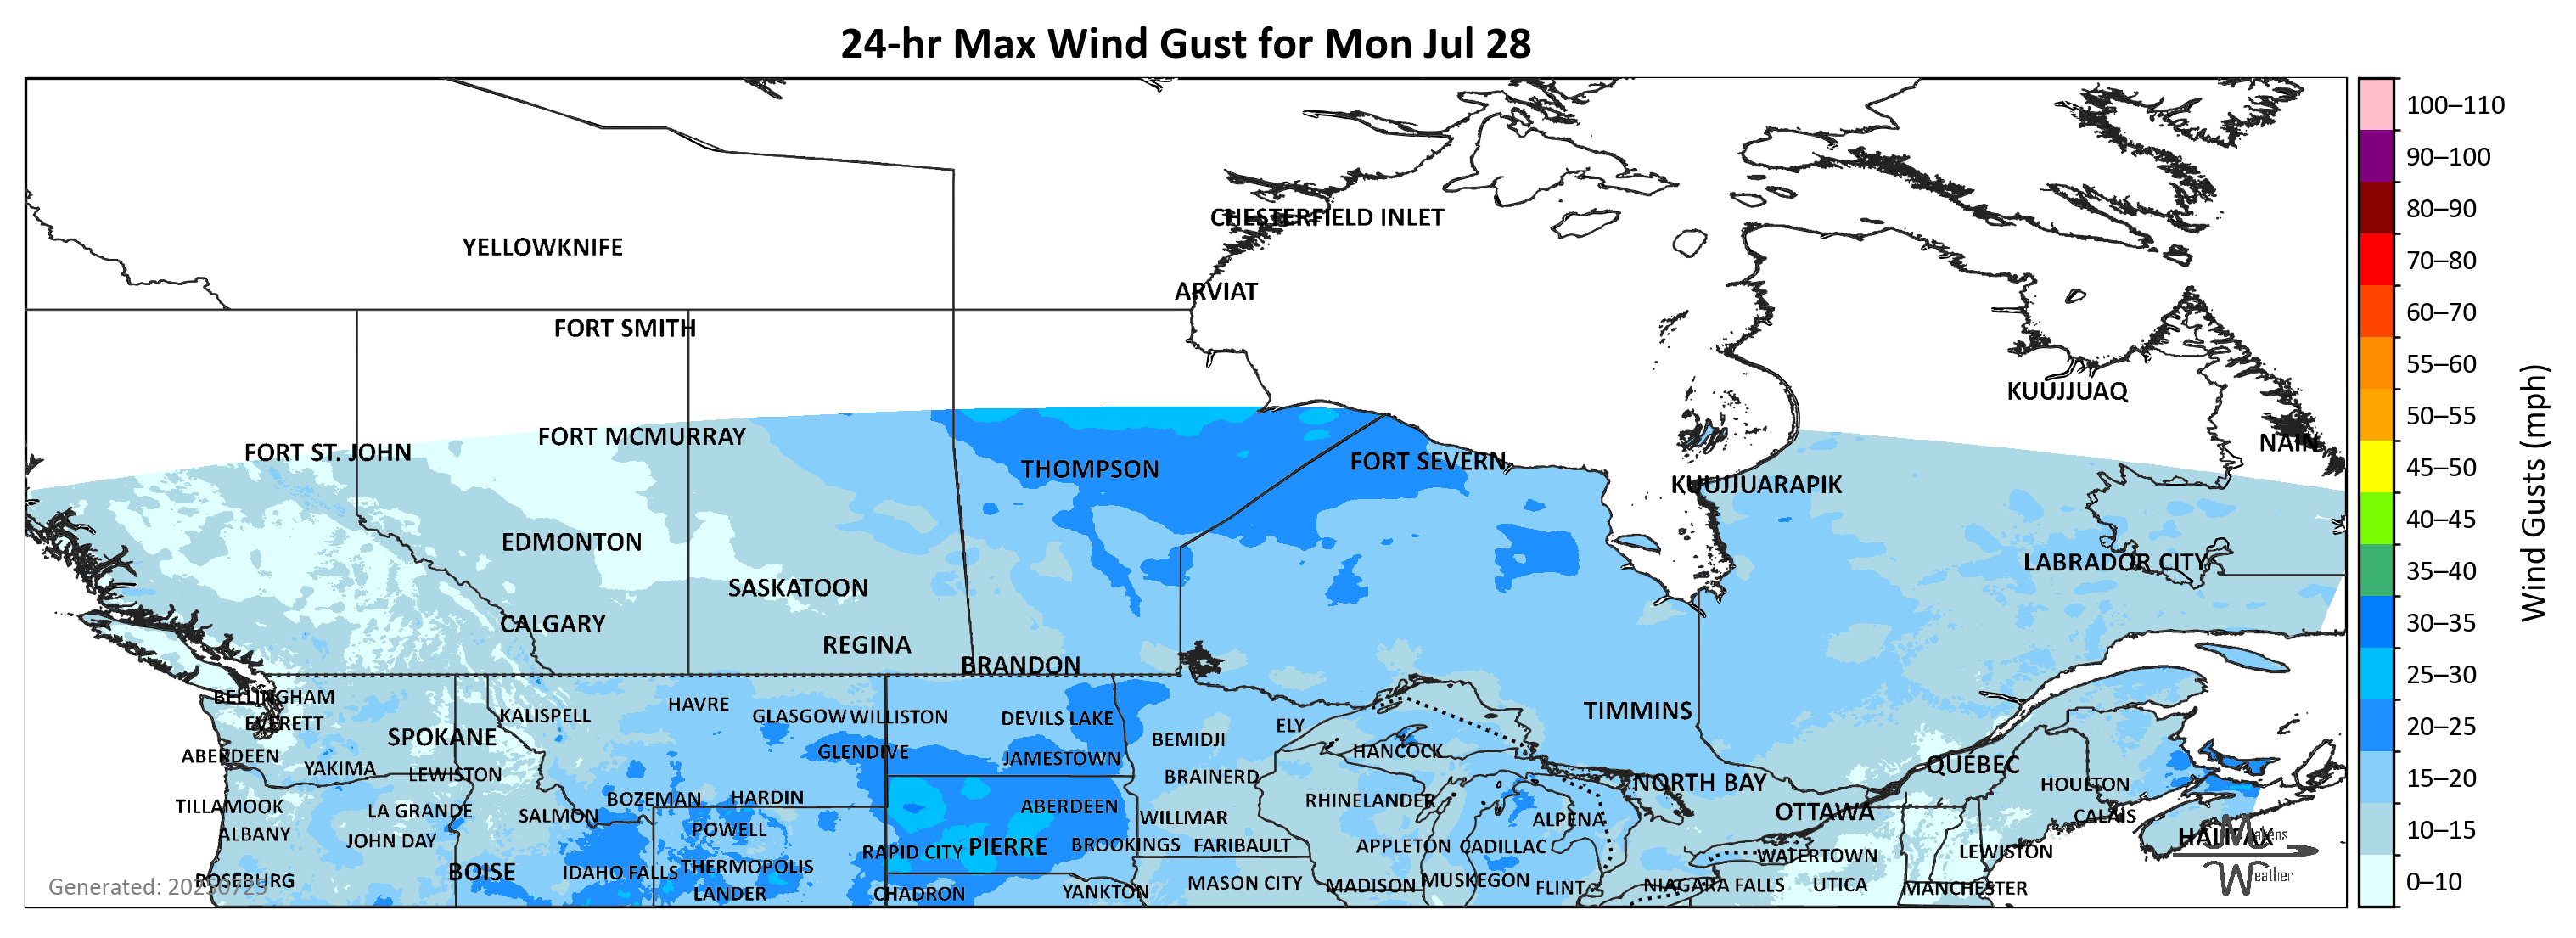 24-hr Max Wind Gust for Mon Jul 28
CHESTERFIELD INLET
YELLOWKNIFE
ARVIAT
FORT SMITH
KUUJJUAQ
FORT MCMURRAY
NAIN
FORT ST. JOHN
FORT SEVERN
THOMPSON
KUUJJUARAPIK
EDMONTON
LABRADOR CITY
SASKATOON
CALGARY
REGINA
BRANDON
BELLINGHAM
HAVRE
TIMMINS
KALISPELL
GLASGOW WILLISTON
DEVILS LAKE
EVERETT
ELY
SPOKANE
BEMIDJI
GLENDIVE
HANCOCK
ABERDEEN
JAMESTOWN
QUÉBEC
YAKIMA
LEWISTON
BRAINERD
NORTH BAY
HOULTON
BOZEMAN
HARDIN
RHINELANDER
TILLAMOOK
LA GRANDE
ABERDEEN
OTTAWA
SALMON
WILLMAR
ALPENA
CALAIS
ALBANY
POWELL
HALIFAX
JOHN DAY
BROOKINGS
FARIBAULT
APPLETON
CADILLAC
RAPID CITY
PIERRE
LEWISTON
WATERTOWN
BOISE
IDAHO FALLS
THERMOPOLIS
ROSEBURG
MASON CITY
MADISON
MUSKEGON
FLINT
NIAGARA FALLS
UTICA
MANCHESTER
LANDER
CHADRON
YANKTON
Generated: 20250725
Makens
Weather
100–110
90–100
80–90
70–80
60–70
55–60
50–55
45–50
40–45
35–40
30–35
25–30
20–25
15–20
10–15
0–10
Wind Gusts (mph)